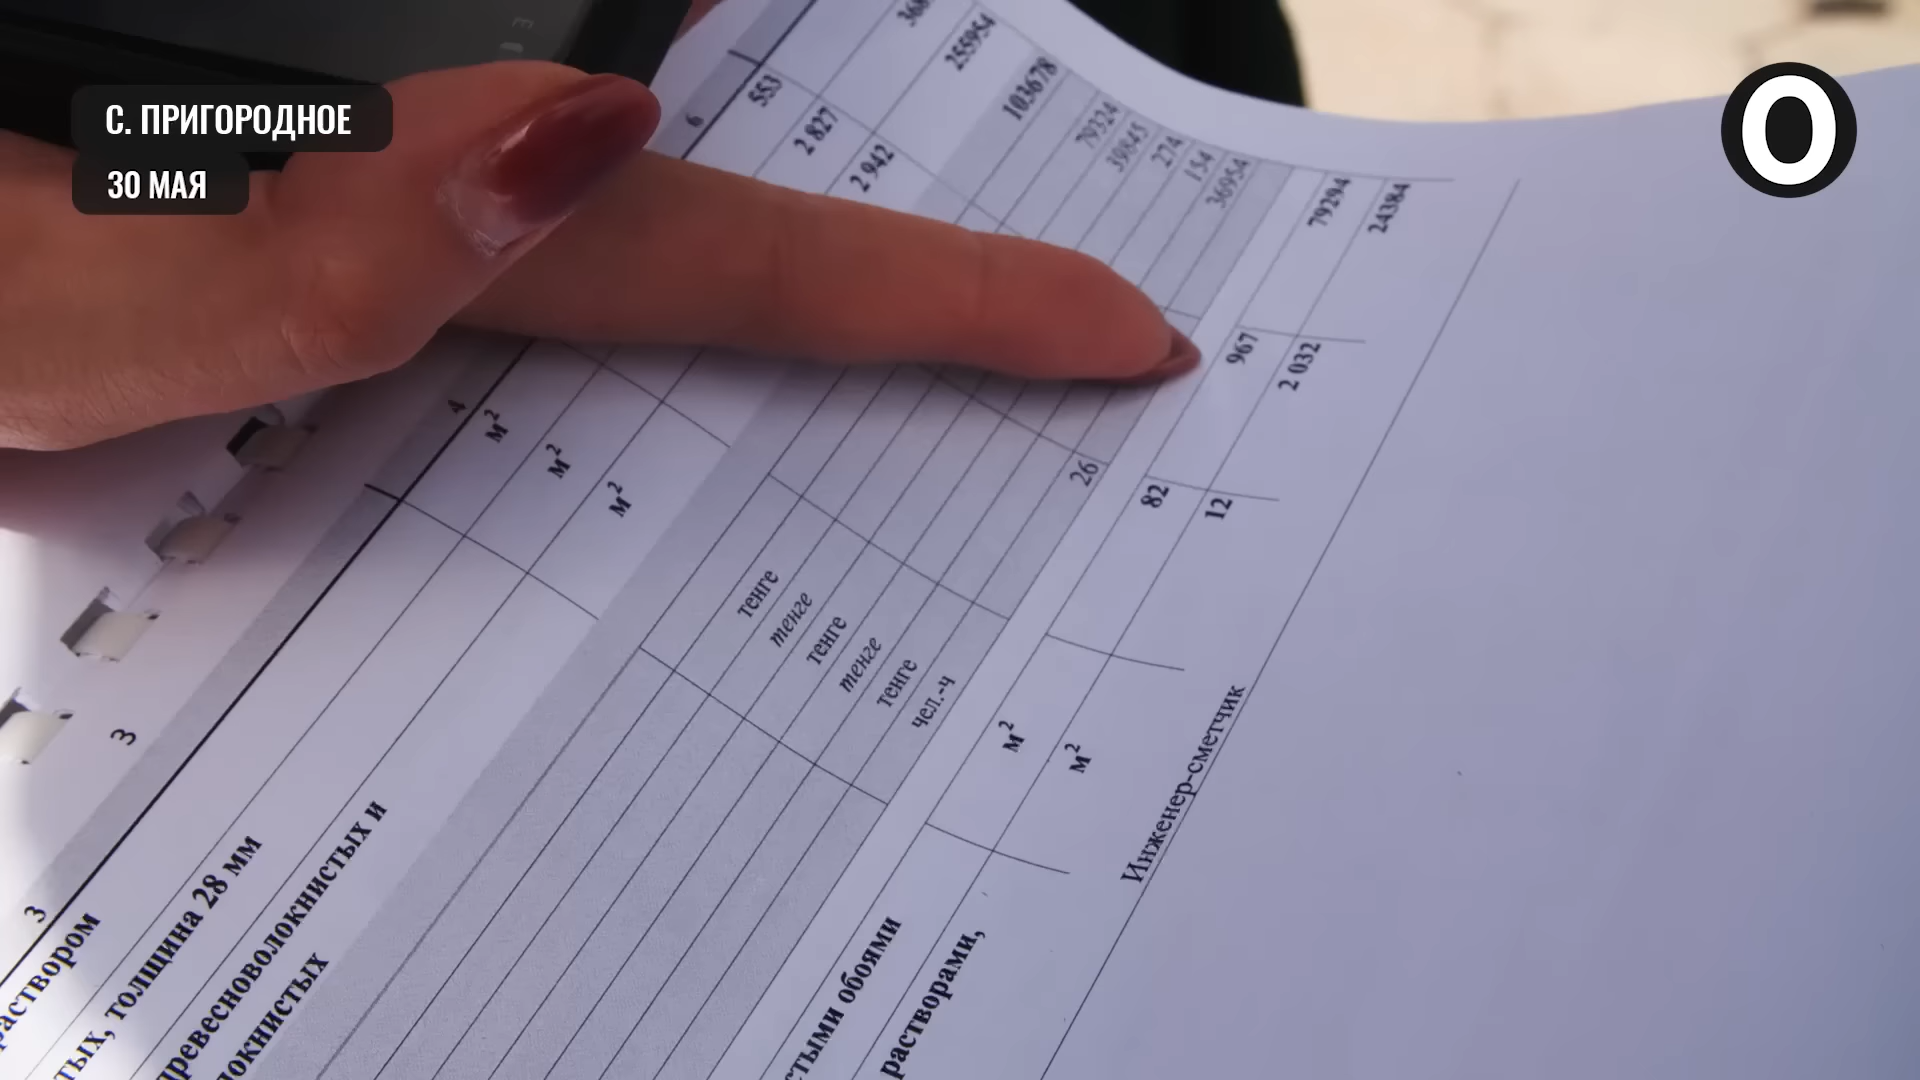 С. ПРИГОРОДНОЕ
30 МАЯ
О
3
4
6
3
раствором
м²
553
тых, толщина 28 мм
м²
2 827
древесноволокнистых и
м²
2 942
255954
локнистых
103678
тенге
79324
тенге
39845
тенге
274
тенге
154
тенге
36954
чел.-ч
26
стыми обоями
м²
82
967
79294
растворами,
м²
12
2 032
24384
Инженер-сметчик